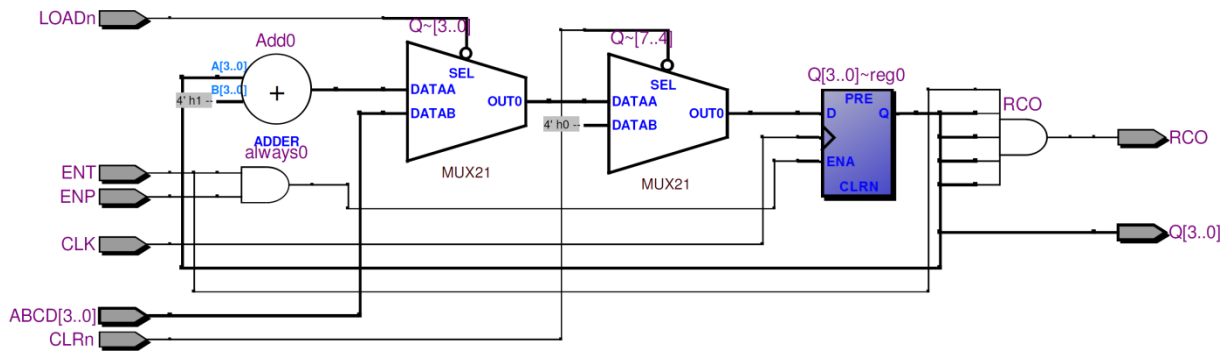 LOADn
Q~[3..0]
Q~[7..4]
Add0
A[3..0]
B[3..0]
4' h1 --
+
ADDER
SEL
DATAA
DATAB
OUT0
MUX21
SEL
DATAA
DATAB
OUT0
4' h0 --
MUX21
Q[3..0]~reg0
PRE
D
Q
ENA
CLRN
RCO
RCO
always0
ENT
ENP
CLK
Q[3..0]
ABCD[3..0]
CLRn